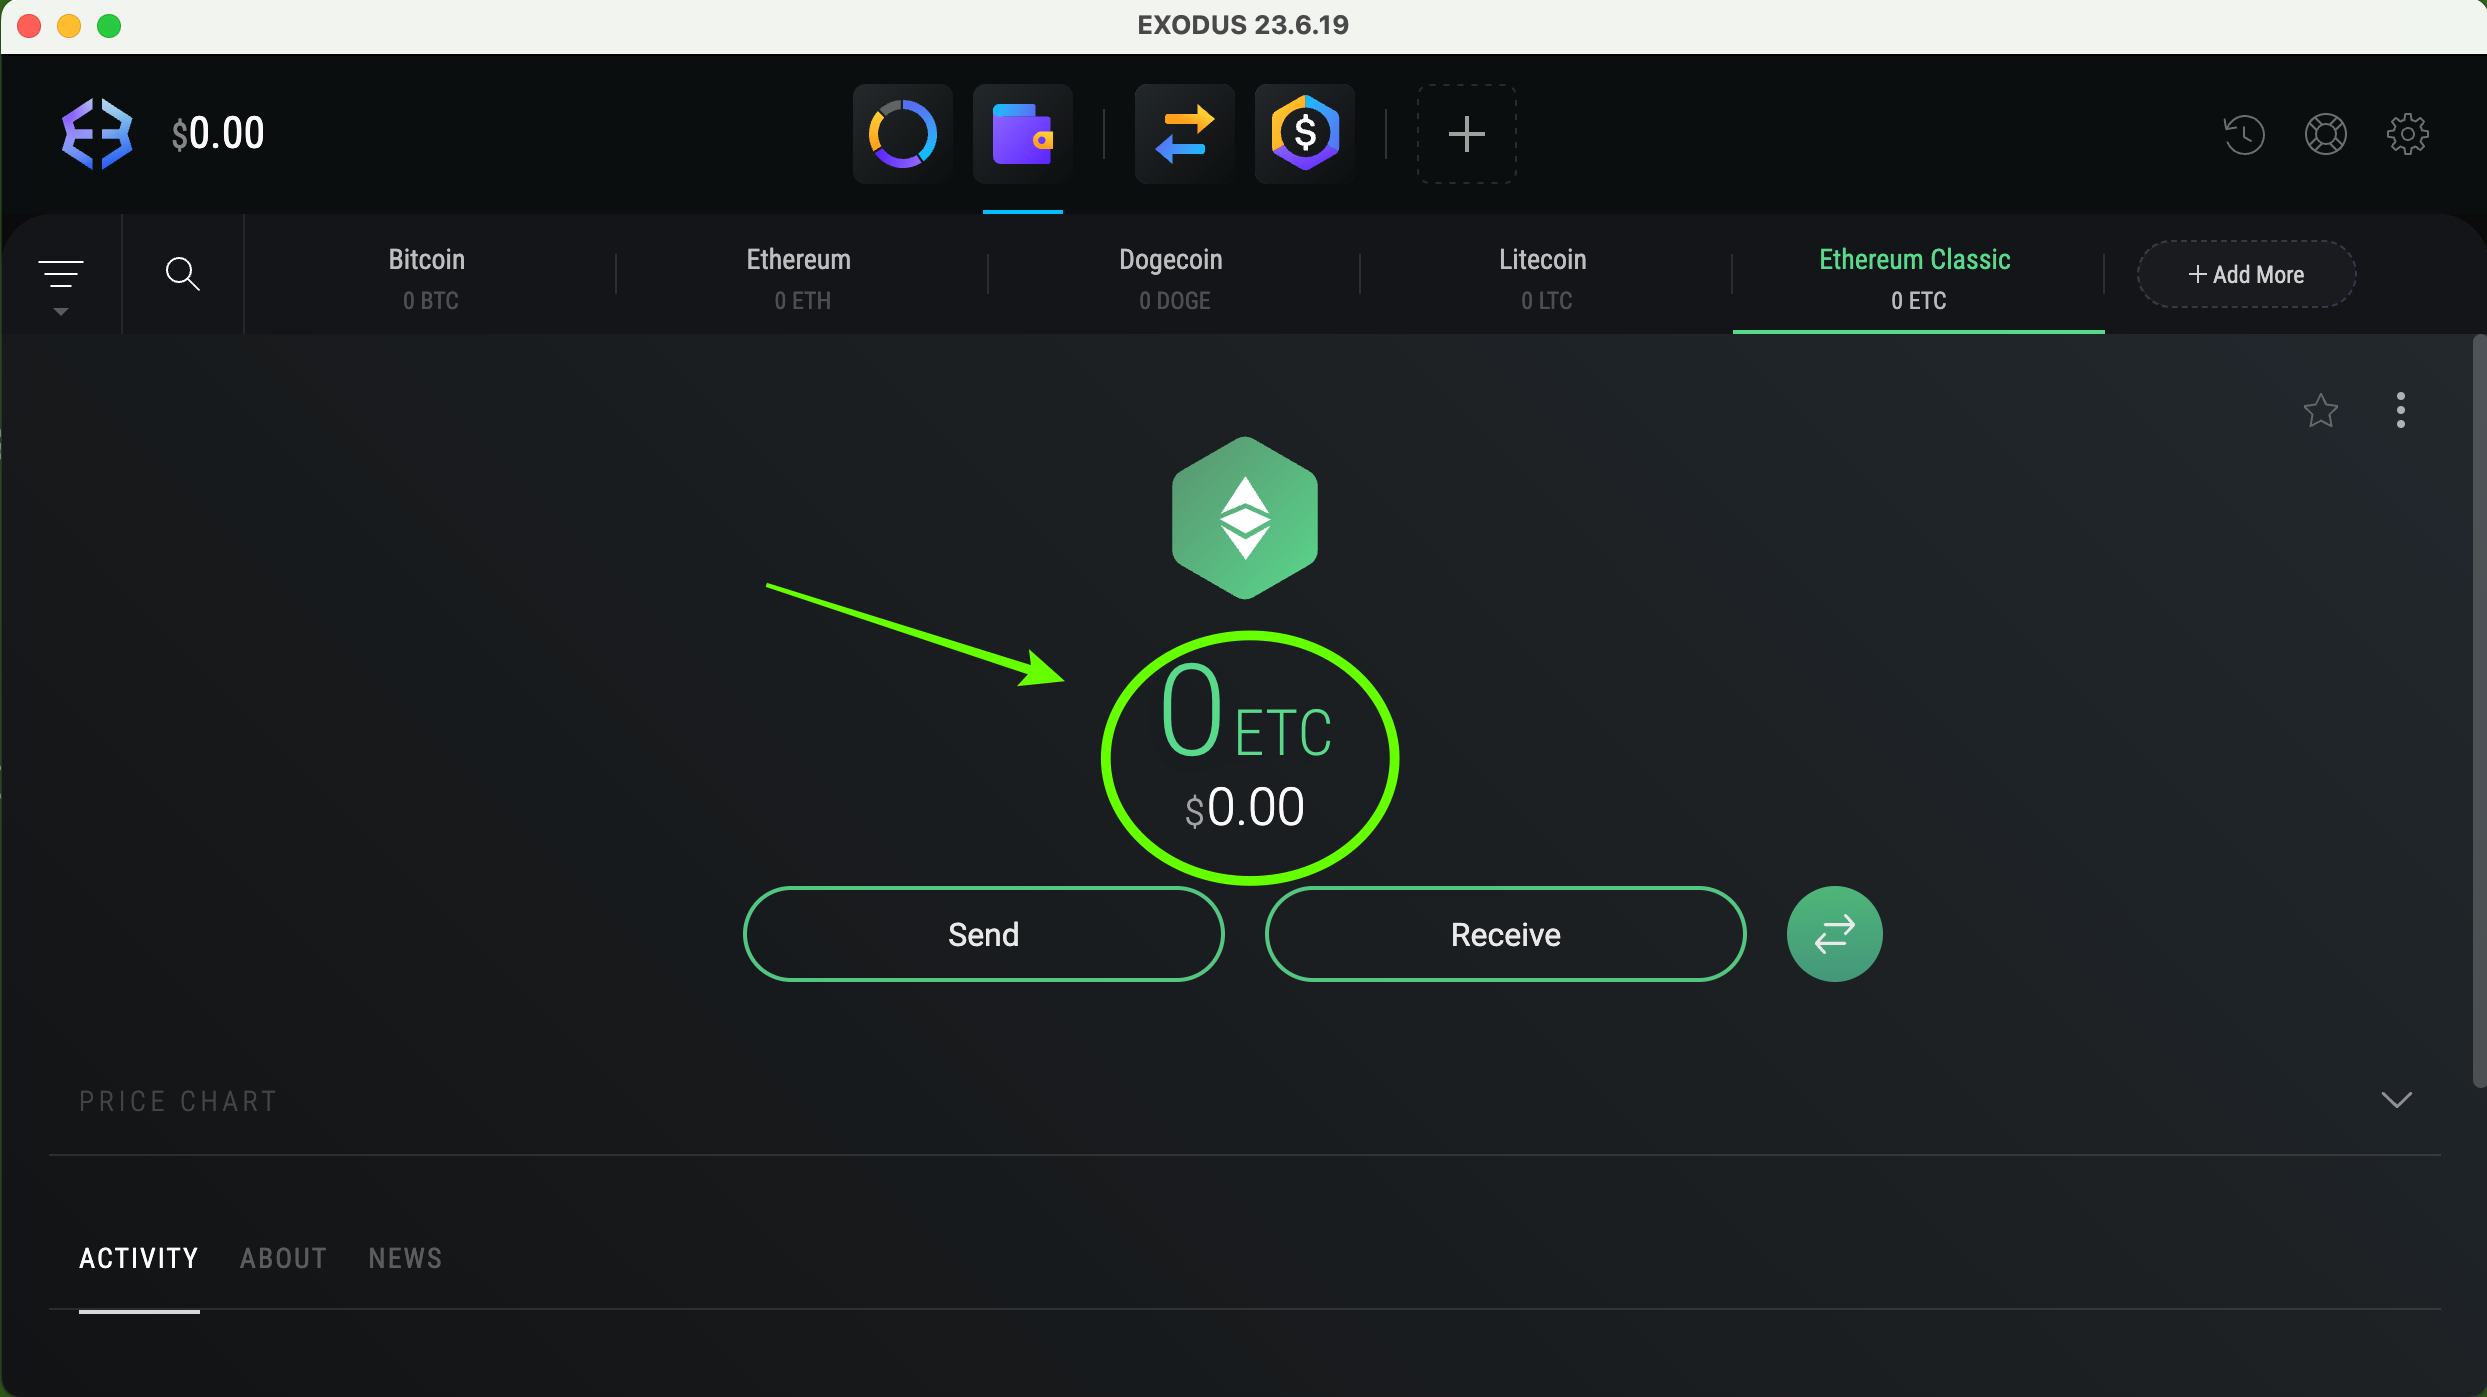 EXODUS 23.6.19
$0.00
Bitcoin
0 BTC
Ethereum
0 ETH
Dogecoin
0 DOGE
Litecoin
0 LTC
Ethereum Classic
0 ETC
+ Add More
0 ETC
$0.00
Send
Receive
PRICE CHART
ACTIVITY ABOUT NEWS